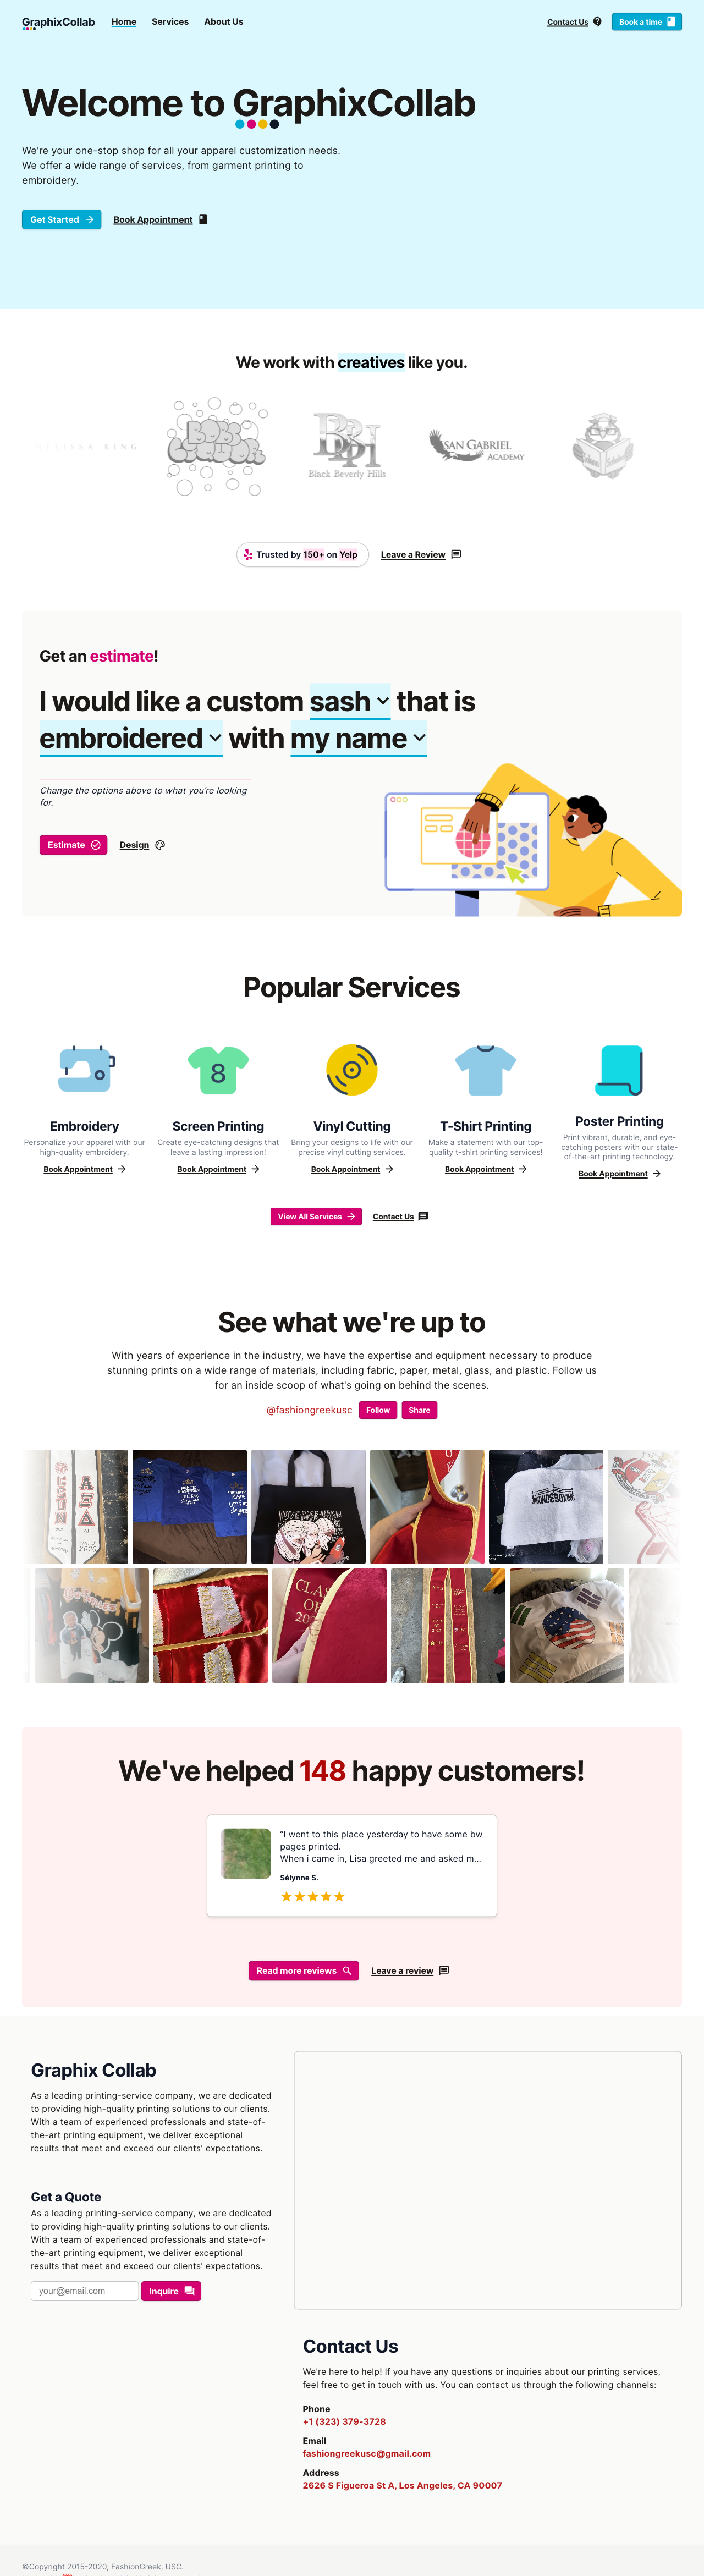 GraphixCollab
Home
Services
About Us
Contact Us
Book a time
Welcome to GraphixCollab
We're your one-stop shop for all your apparel customization needs.
We offer a wide range of services, from garment printing to
embroidery.
Get Started
Book Appointment
We work with creatives like you.
MELISSA KING
BBH
Black Beverly Hills
SAN GABRIEL
ACADEMY
Trusted by 150+ on Yelp
Leave a Review
Get an estimate!
I would like a custom sash that is
embroidered with my name
Change the options above to what you're looking
for.
Estimate
Design
Popular Services
8
Embroidery
Personalize your apparel with our
high-quality embroidery.
Book Appointment
Screen Printing
Create eye-catching designs that
leave a lasting impression!
Book Appointment
Vinyl Cutting
Bring your designs to life with our
precise vinyl cutting services.
Book Appointment
T-Shirt Printing
Make a statement with our top-
quality t-shirt printing services!
Book Appointment
Poster Printing
Print vibrant, durable, and eye-
catching posters with our state-
of-the-art printing technology.
Book Appointment
View All Services
Contact Us
See what we're up to
With years of experience in the industry, we have the expertise and equipment necessary to produce
stunning prints on a wide range of materials, including fabric, paper, metal, glass, and plastic. Follow us
for an inside scoop of what's going on behind the scenes.
@fashiongreekusc
Follow
Share
CSUN
ΑΞΔ
2020
CLAS
OF
202
We've helped 148 happy customers!
“I went to this place yesterday to have some bw
pages printed.
When i came in, Lisa greeted me and asked m...
Sélynne S.
Read more reviews
Leave a review
Graphix Collab
As a leading printing-service company, we are dedicated
to providing high-quality printing solutions to our clients.
With a team of experienced professionals and state-of-
the-art printing equipment, we deliver exceptional
results that meet and exceed our clients' expectations.
Get a Quote
As a leading printing-service company, we are dedicated
to providing high-quality printing solutions to our clients.
With a team of experienced professionals and state-of-
the-art printing equipment, we deliver exceptional
results that meet and exceed our clients' expectations.
your@email.com
Inquire
Contact Us
We're here to help! If you have any questions or inquiries about our printing services,
feel free to get in touch with us. You can contact us through the following channels:
Phone
+1 (323) 379-3728
Email
fashiongreekusc@gmail.com
Address
2626 S Figueroa St A, Los Angeles, CA 90007
©Copyright 2015-2020, FashionGreek, USC.